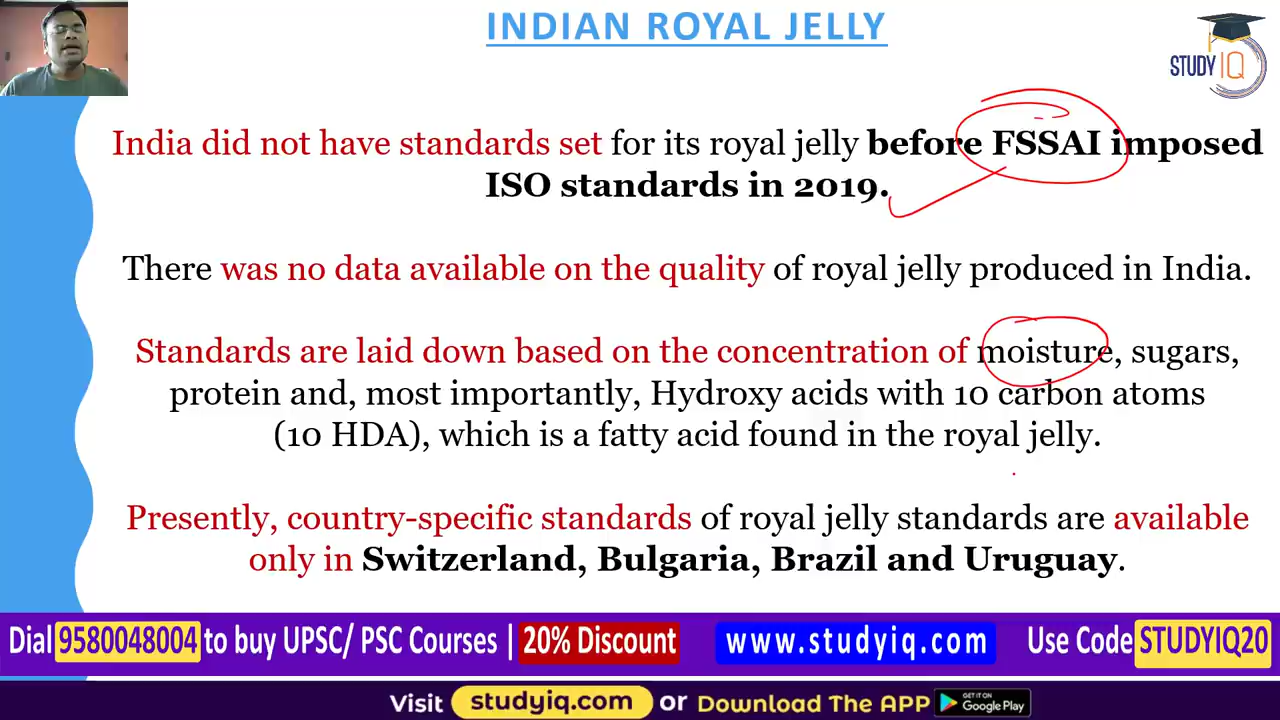 INDIAN ROYAL JELLY
STUDY IQ
India did not have standards set for its royal jelly before FSSAI imposed
ISO standards in 2019.
There was no data available on the quality of royal jelly produced in India.
Standards are laid down based on the concentration of moisture, sugars,
protein and, most importantly, Hydroxy acids with 10 carbon atoms
(10 HDA), which is a fatty acid found in the royal jelly.
Presently, country-specific standards of royal jelly standards are available
only in Switzerland, Bulgaria, Brazil and Uruguay.
Dial 9580048004 to buy UPSC/ PSC Courses | 20% Discount www.studyiq.com Use Code STUDYIQ20
Visit studyiq.com or Download The APP GET IT ON Google Play